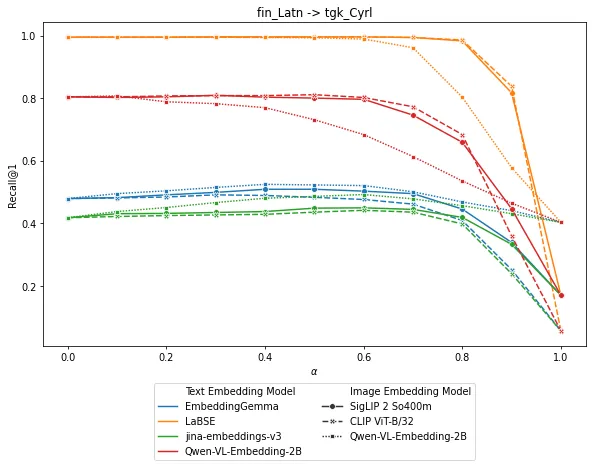 fin_Latn -> tgk_Cyrl
Recall@1
1.0
0.8
0.6
0.4
0.2
0.0 0.2 0.4 0.6 0.8 1.0
α
Text Embedding Model
EmbeddingGemma
LaBSE
jina-embeddings-v3
Qwen-VL-Embedding-2B
Image Embedding Model
SigLIP 2 So400m
CLIP ViT-B/32
Qwen-VL-Embedding-2B